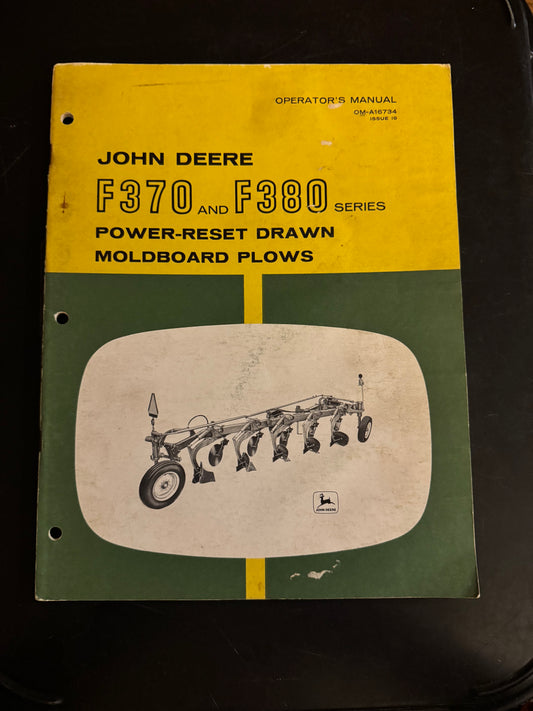 OPERATOR'S MANUAL
OM-A16734
ISSUE I9
JOHN DEERE
F370 AND F380 SERIES
POWER-RESET DRAWN
MOLDBOARD PLOWS
JOHN DEERE